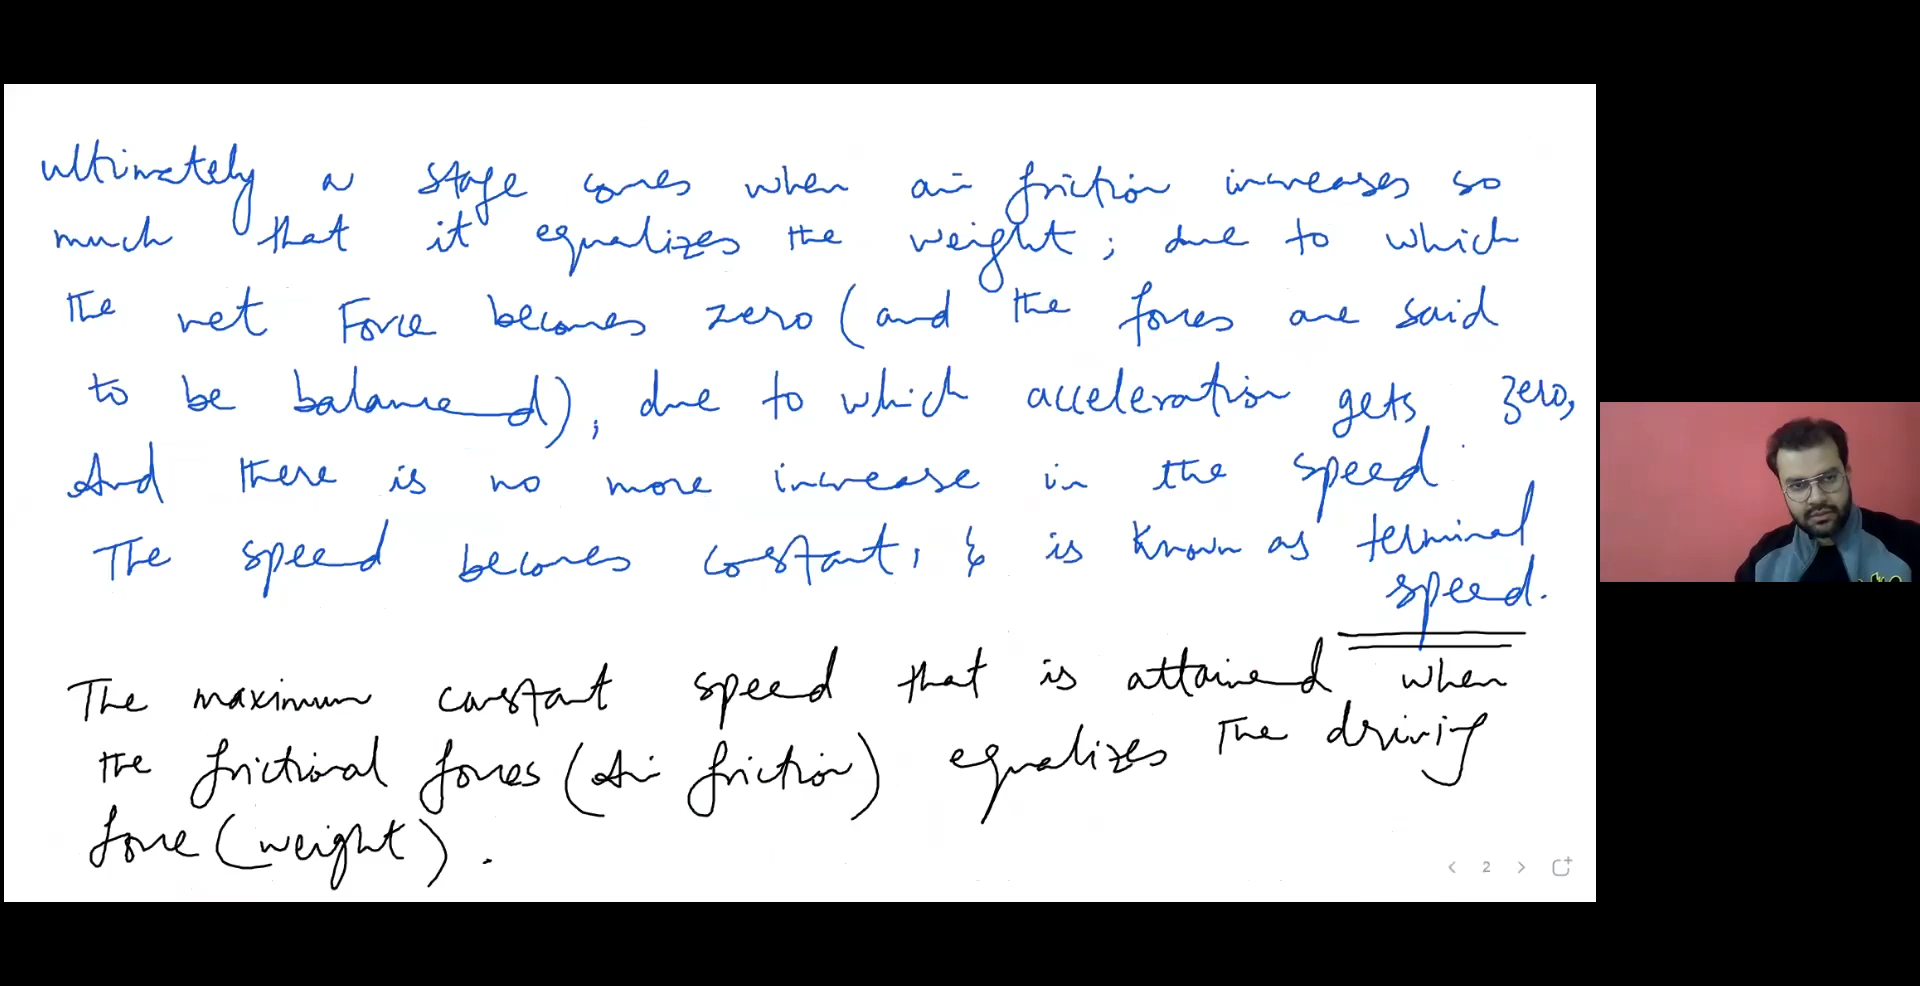 ultimately a stage comes when air friction increases so
much that it equalizes the weight; due to which
the net Force becomes zero (and the forces are said
to be balanced), due to which acceleration gets zero,
And there is no more increase in the speed
The speed becomes constant, & is known as terminal
speed.
The maximum constant speed that is attained when
the frictional forces (Air friction) equalizes the driving
force (weight).
< 2 >